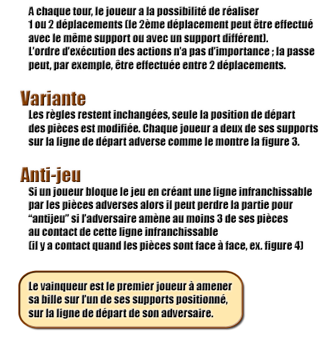 A chaque tour, le joueur a la possibilité de réaliser
1 ou 2 déplacements (le 2ème déplacement peut être effectué
avec le même support ou avec un support différent).
L'ordre d'exécution des actions n'a pas d'importance ; la passe
peut, par exemple, être effectuée entre 2 déplacements.
Variante
Les règles restent inchangées, seule la position de départ
des pièces est modifiée. Chaque joueur a deux de ses supports
sur la ligne de départ adverse comme le montre la figure 3.
Anti-jeu
Si un joueur bloque le jeu en créant une ligne infranchissable
par les pièces adverses alors il peut perdre la partie pour
"antijeu" si l'adversaire amène au moins 3 de ses pièces
au contact de cette ligne infranchissable
(il y a contact quand les pièces sont face à face, ex. figure 4)
Le vainqueur est le premier joueur à amener
sa bille sur l'un de ses supports positionné,
sur la ligne de départ de son adversaire.